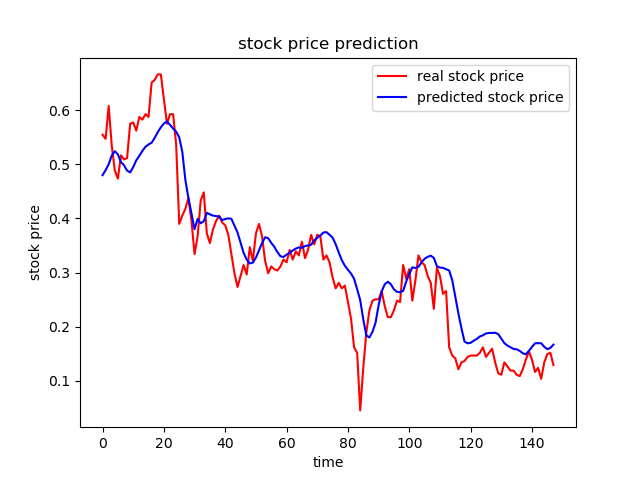 stock price prediction
real stock price
predicted stock price
stock price
0.6
0.5
0.4
0.3
0.2
0.1
0 20 40 60 80 100 120 140
time